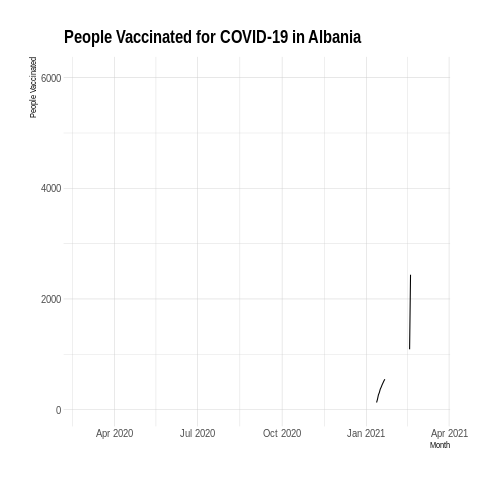 People Vaccinated for COVID-19 in Albania
People Vaccinated
6000
4000
2000
0
Apr 2020
Jul 2020
Oct 2020
Jan 2021
Apr 2021
Month